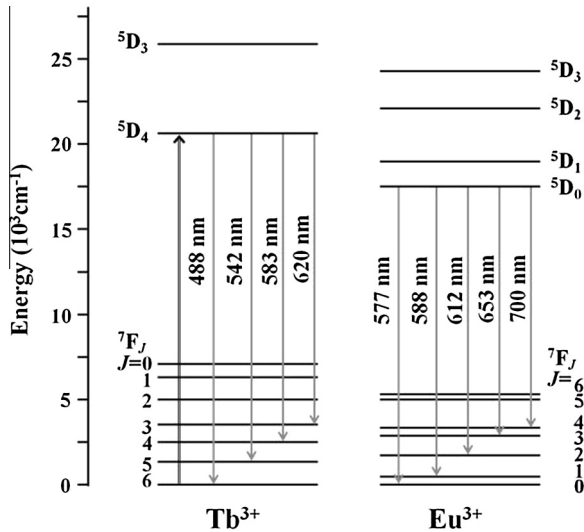 Energy (10³cm⁻¹)
25
20
15
10
5
0
⁵D₃
⁵D₄
488 nm
542 nm
583 nm
620 nm
⁷F_J
J=0
1
2
3
4
5
6
Tb³⁺
⁵D₃
⁵D₂
⁵D₁
⁵D₀
577 nm
588 nm
612 nm
653 nm
700 nm
⁷F_J
J=6
5
4
3
2
1
0
Eu³⁺